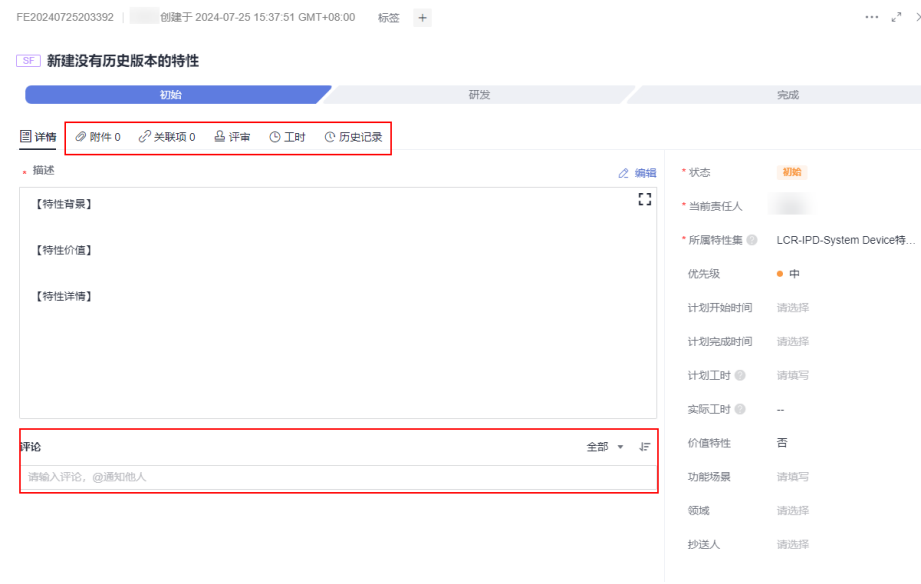 FE20240725203392 创建于 2024-07-25 15:37:51 GMT+08:00 标签 +
SF 新建没有历史版本的特性
初始 研发 完成
详情 附件 0 关联项 0 评审 工时 历史记录
* 描述 编辑
【特性背景】
【特性价值】
【特性详情】
评论 全部
请输入评论，@通知他人
* 状态 初始
* 当前责任人
* 所属特性集 LCR-IPD-System Device特...
优先级 中
计划开始时间 请选择
计划完成时间 请选择
计划工时 请填写
实际工时 --
价值特性 否
功能场景 请填写
领域 请选择
抄送人 请选择